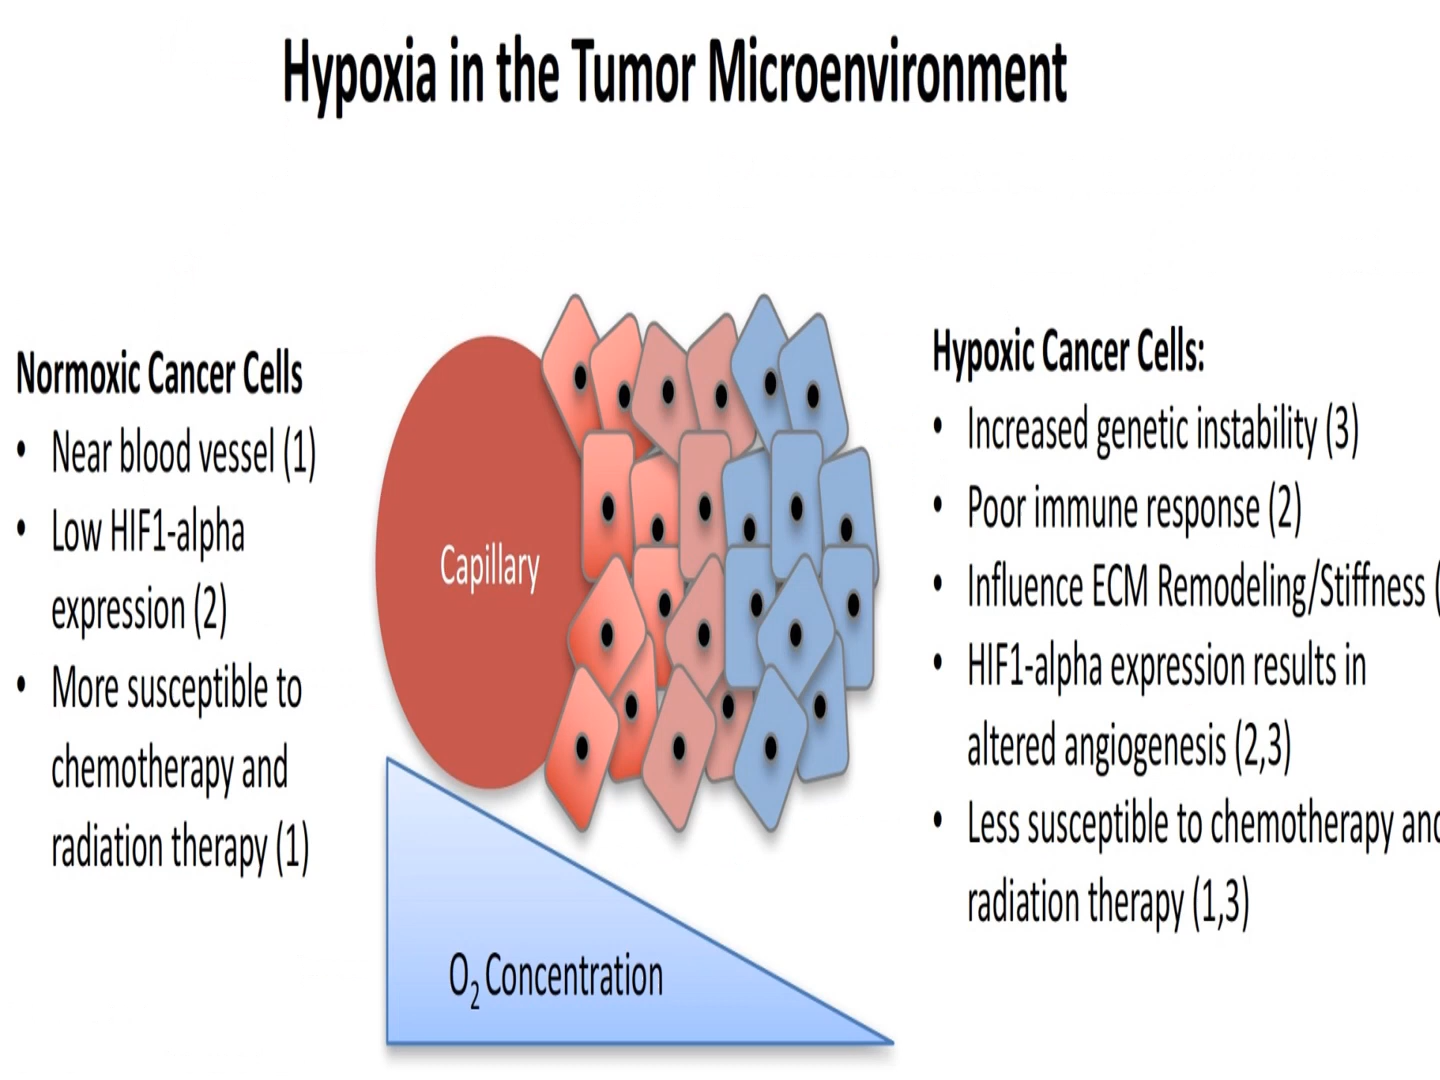 Hypoxia in the Tumor Microenvironment
Normoxic Cancer Cells
• Near blood vessel (1)
• Low HIF1-alpha
expression (2)
• More susceptible to
chemotherapy and
radiation therapy (1)
Capillary
O₂ Concentration
Hypoxic Cancer Cells:
• Increased genetic instability (3)
• Poor immune response (2)
• Influence ECM Remodeling/Stiffness (
• HIF1-alpha expression results in
altered angiogenesis (2,3)
• Less susceptible to chemotherapy and
radiation therapy (1,3)